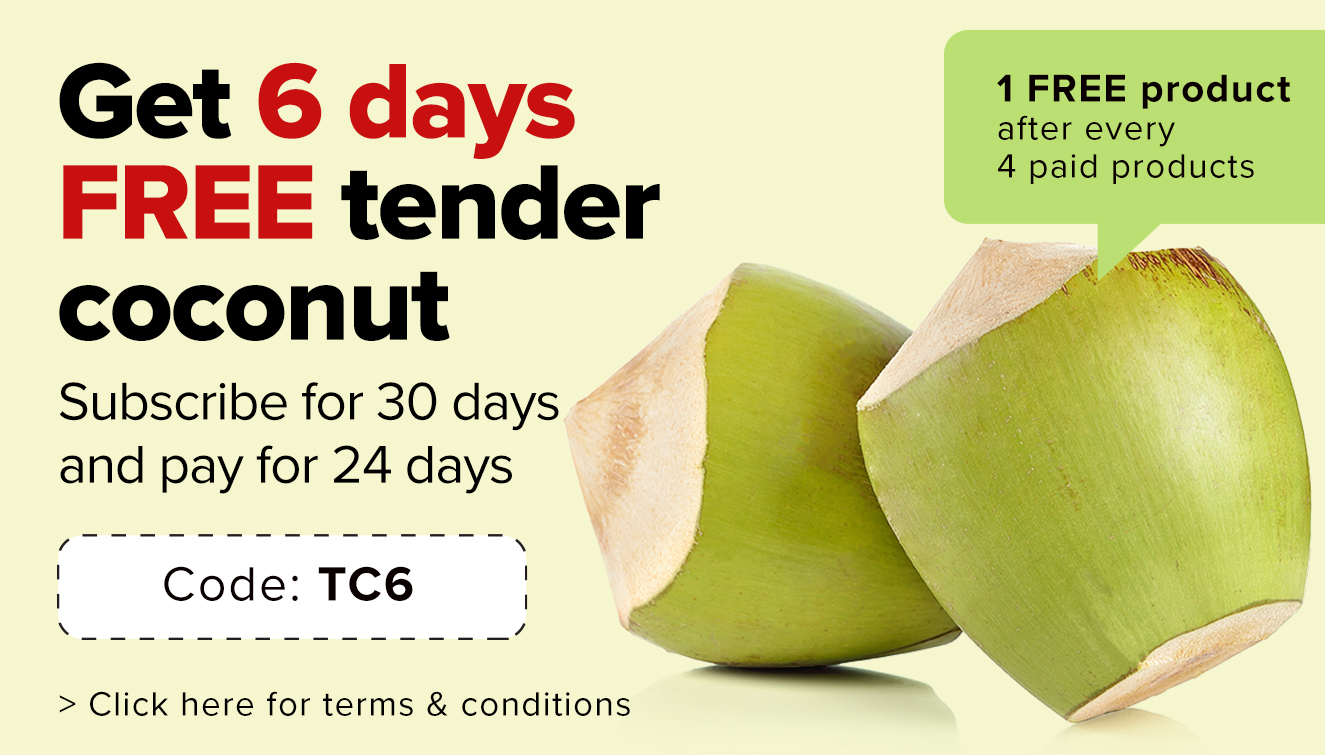 Get 6 days
FREE tender
coconut
Subscribe for 30 days
and pay for 24 days
Code: TC6
> Click here for terms & conditions
1 FREE product
after every
4 paid products